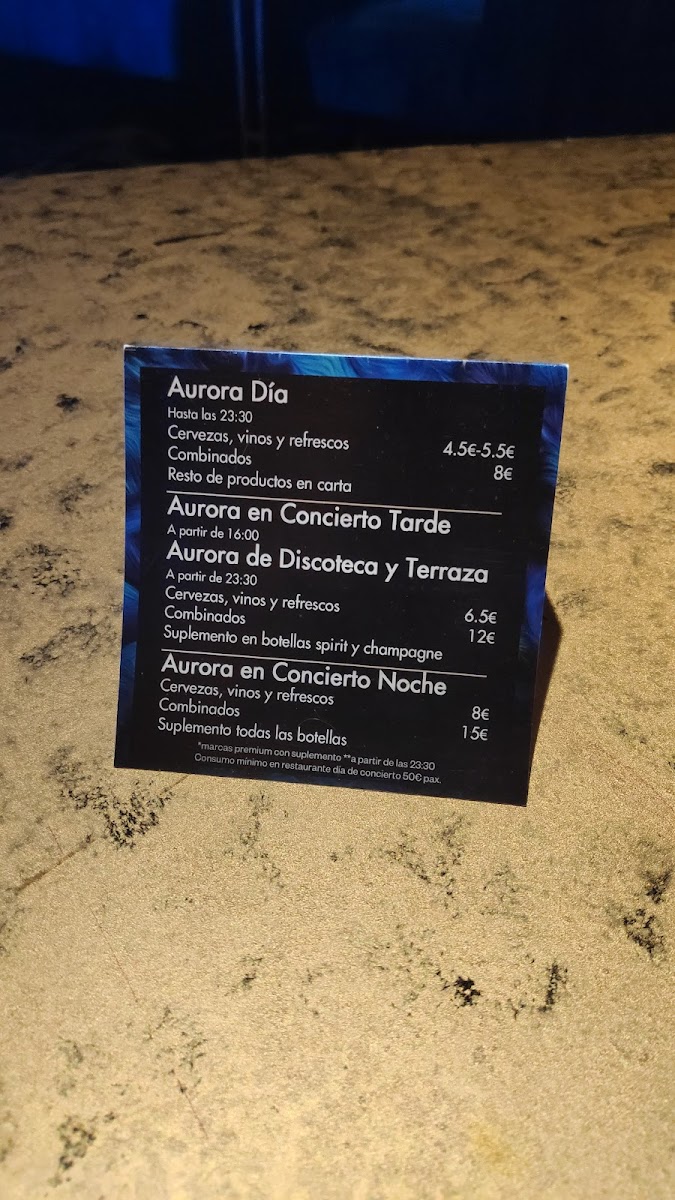 Aurora Día
Hasta las 23:30
Cervezas, vinos y refrescos 4.5€-5.5€
Combinados 8€
Resto de productos en carta
Aurora en Concierto Tarde
A partir de 16:00
Aurora de Discoteca y Terraza
A partir de 23:30
Cervezas, vinos y refrescos 6.5€
Combinados 12€
Suplemento en botellas spirit y champagne
Aurora en Concierto Noche
Cervezas, vinos y refrescos 8€
Combinados 15€
Suplemento todas las botellas
*marcas premium con suplemento **a partir de las 23:30
Consumo mínimo en restaurante día de concierto 50€ pax.